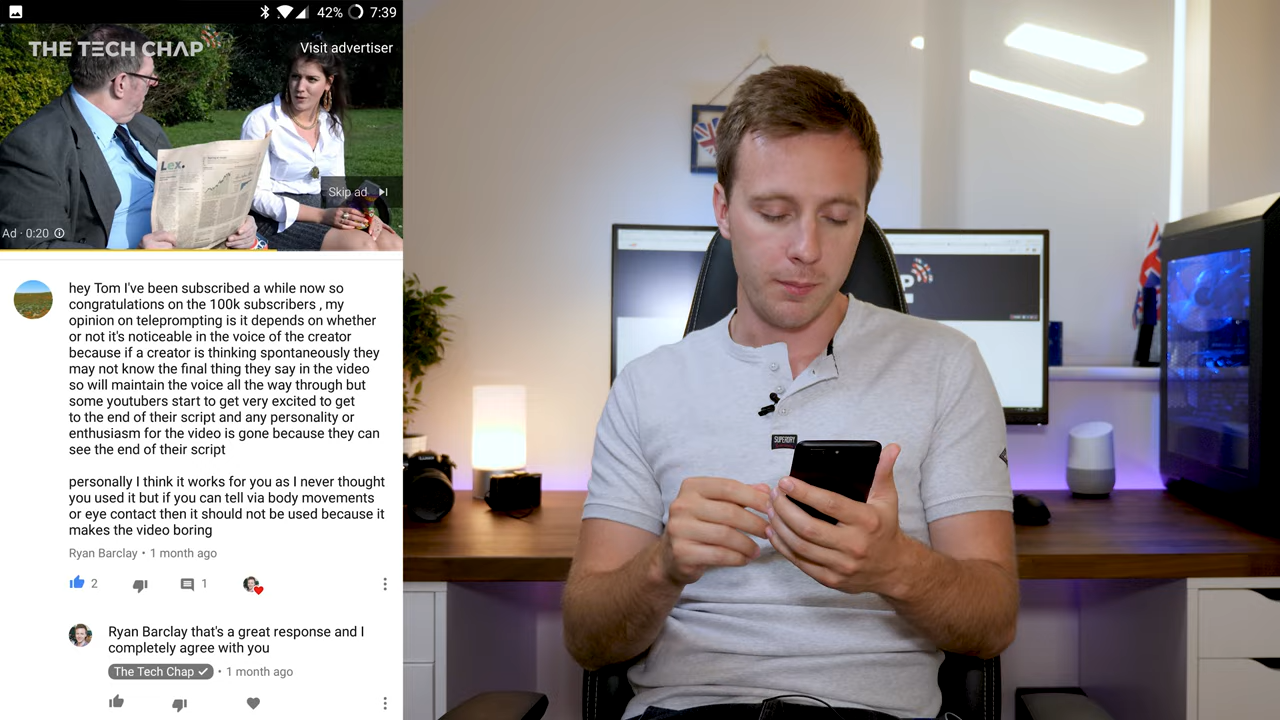 42% 7:39
THE TECH CHAP
Visit advertiser
Lex.
Skip ad
Ad · 0:20
hey Tom I've been subscribed a while now so
congratulations on the 100k subscribers , my
opinion on teleprompting is it depends on whether
or not it's noticeable in the voice of the creator
because if a creator is thinking spontaneously they
may not know the final thing they say in the video
so will maintain the voice all the way through but
some youtubers start to get very excited to get
to the end of their script and any personality or
enthusiasm for the video is gone because they can
see the end of their script
personally I think it works for you as I never thought
you used it but if you can tell via body movements
or eye contact then it should not be used because it
makes the video boring
Ryan Barclay • 1 month ago
2
1
Ryan Barclay that's a great response and I
completely agree with you
The Tech Chap • 1 month ago
SUPERDRY
P